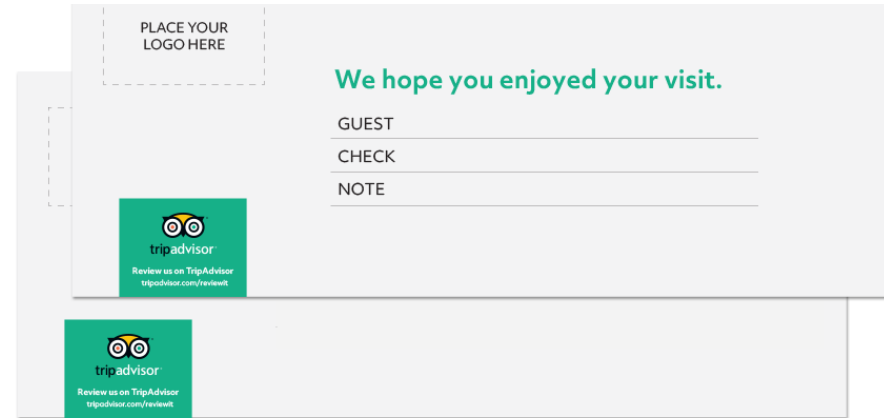 PLACE YOUR
LOGO HERE
We hope you enjoyed your visit.
GUEST
CHECK
NOTE
tripadvisor
Review us on TripAdvisor
tripadvisor.com/reviewit
tripadvisor
Review us on TripAdvisor
tripadvisor.com/reviewit